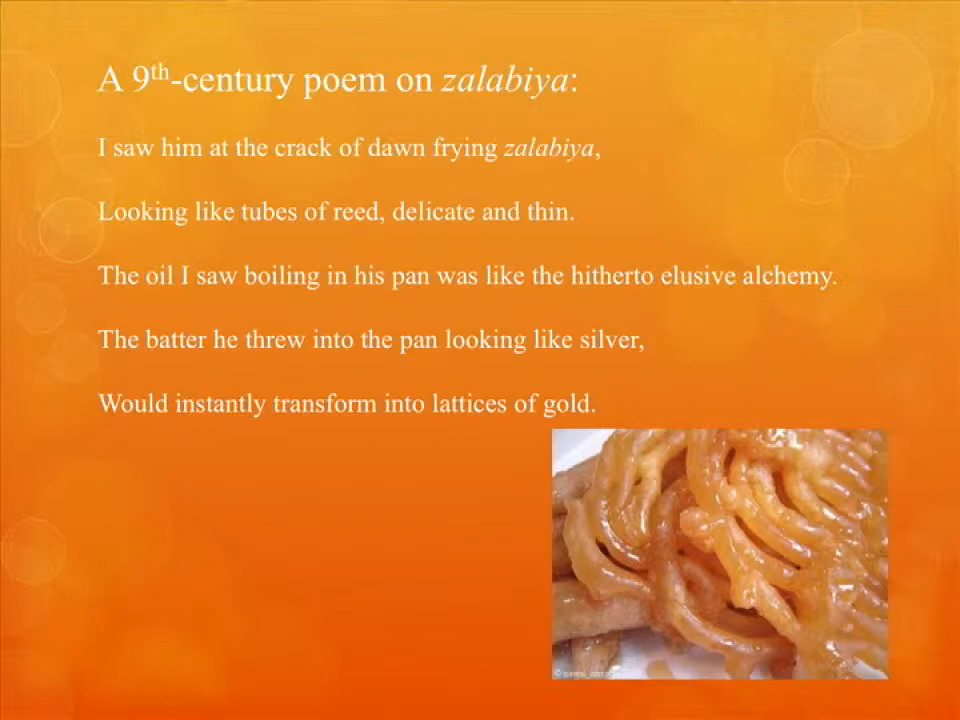 A 9th-century poem on zalabiya:
I saw him at the crack of dawn frying zalabiya,
Looking like tubes of reed, delicate and thin.
The oil I saw boiling in his pan was like the hitherto elusive alchemy.
The batter he threw into the pan looking like silver,
Would instantly transform into lattices of gold.